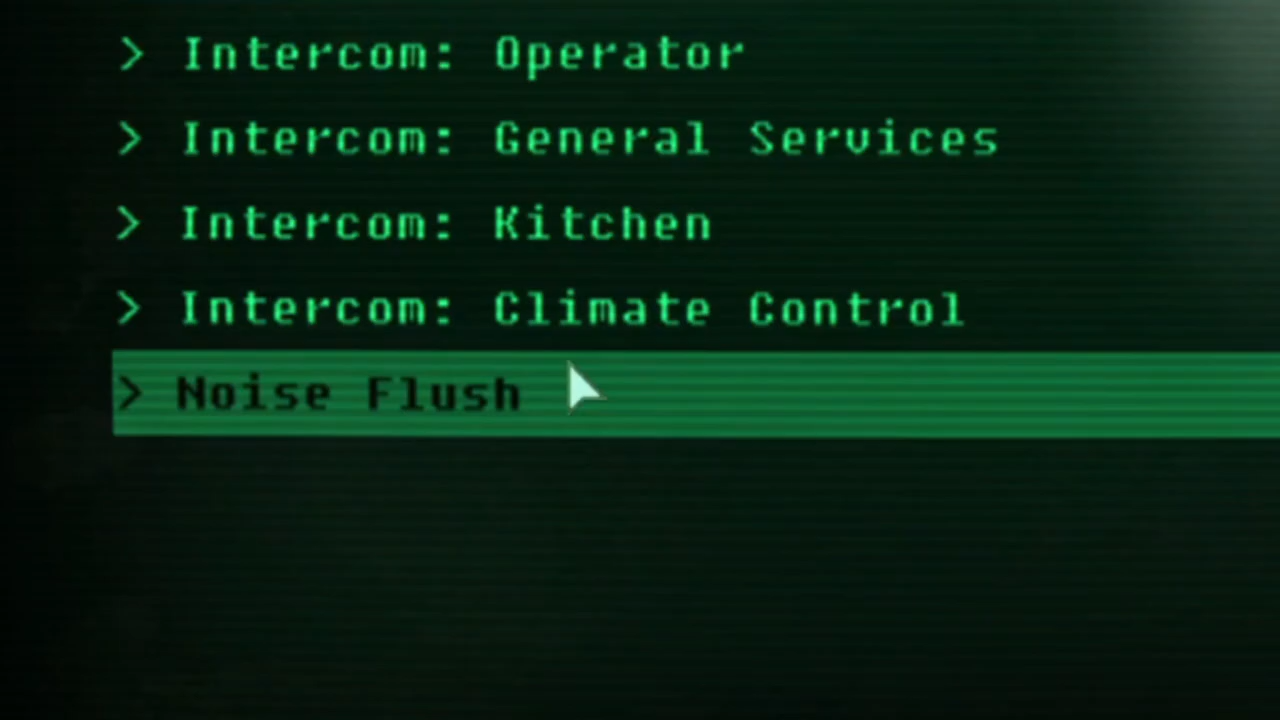 > Intercom: Operator
> Intercom: General Services
> Intercom: Kitchen
> Intercom: Climate Control
> Noise Flush